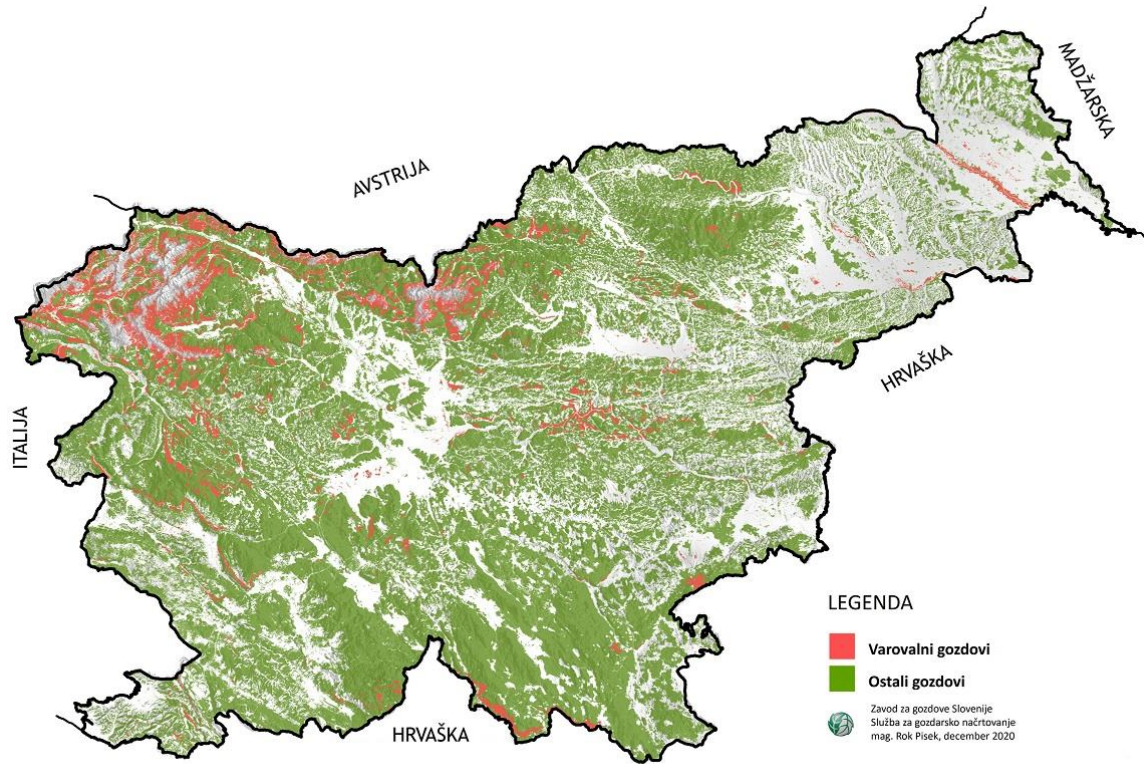 MADŽARSKA
AVSTRIJA
HRVAŠKA
ITALIJA
HRVAŠKA
LEGENDA
Varovalni gozdovi
Ostali gozdovi
Zavod za gozdove Slovenije
Služba za gozdarsko načrtovanje
mag. Rok Pisek, december 2020